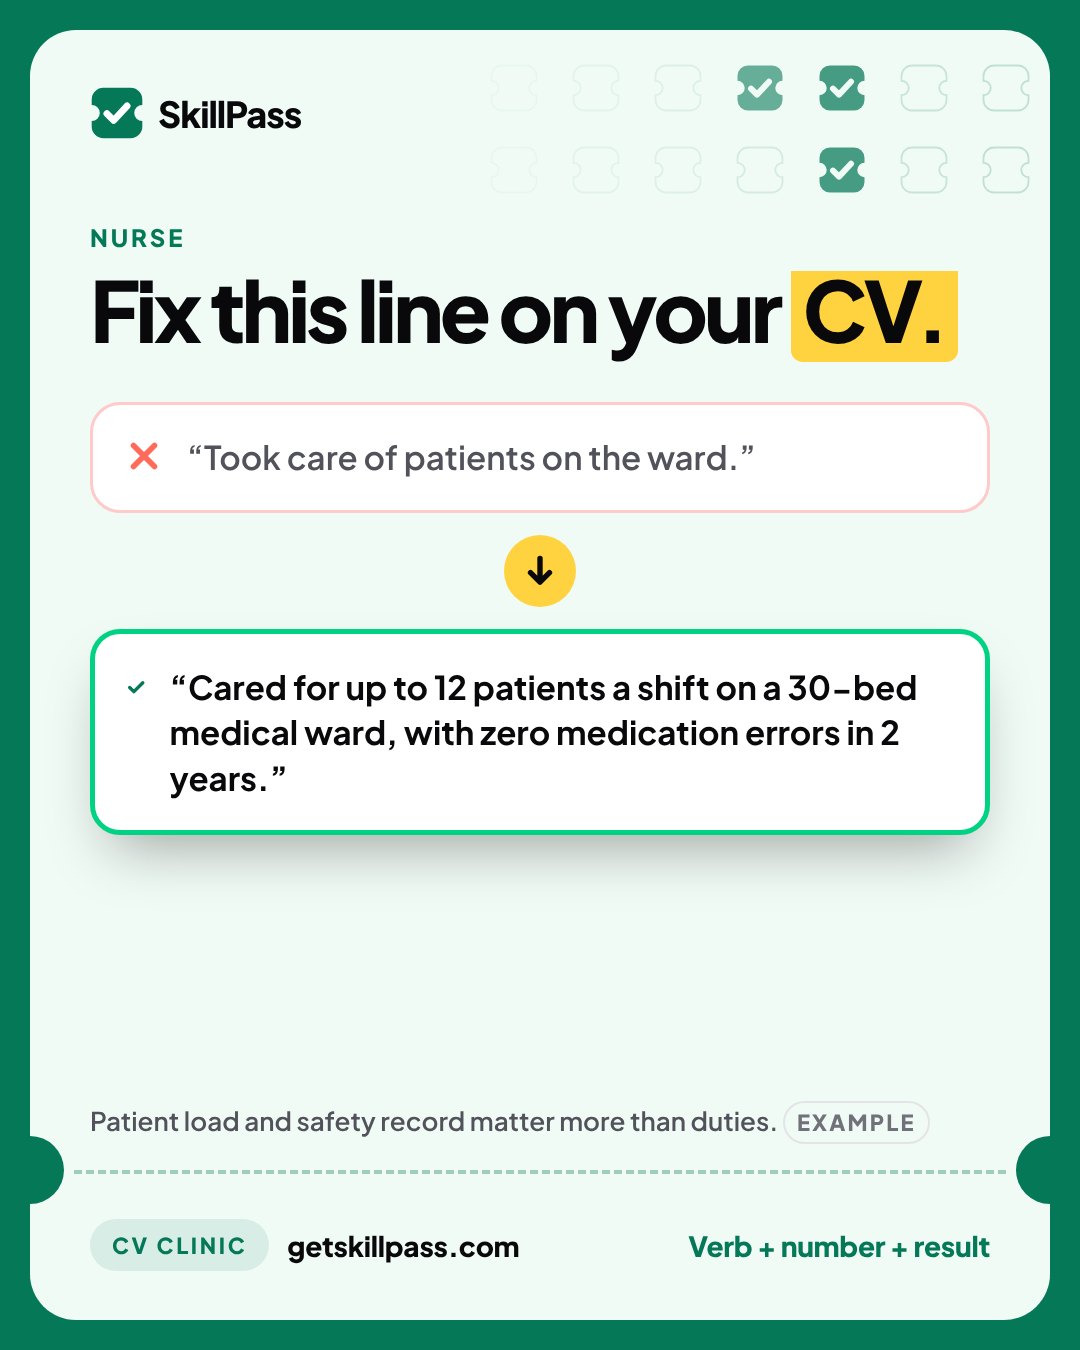 SkillPass
NURSE
Fix this line on your CV.
“Took care of patients on the ward.”
“Cared for up to 12 patients a shift on a 30-bed
medical ward, with zero medication errors in 2
years.”
Patient load and safety record matter more than duties. EXAMPLE
CV CLINIC getskillpass.com Verb + number + result